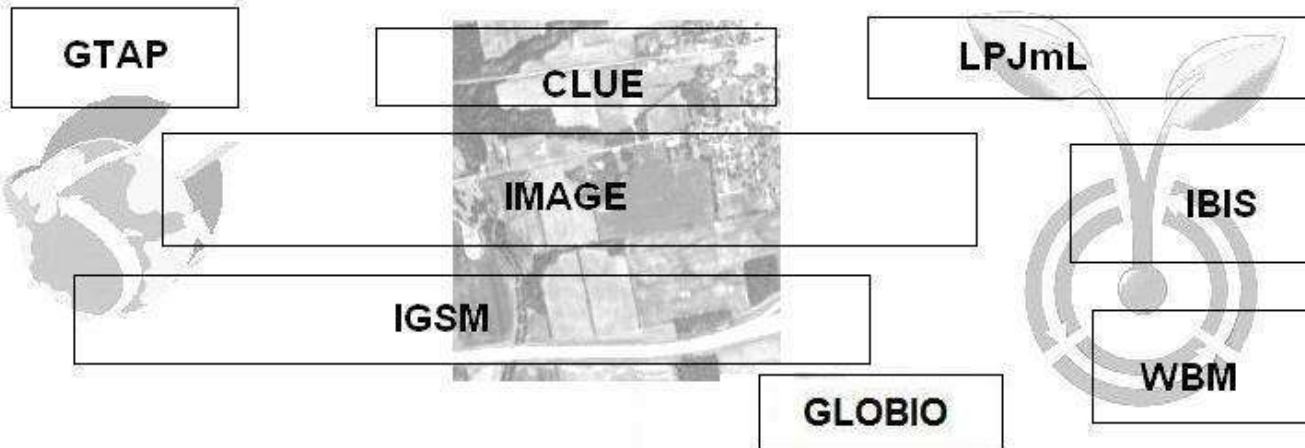 GTAP
CLUE
LPJmL
IMAGE
IBIS
IGSM
WBM
GLOBIO